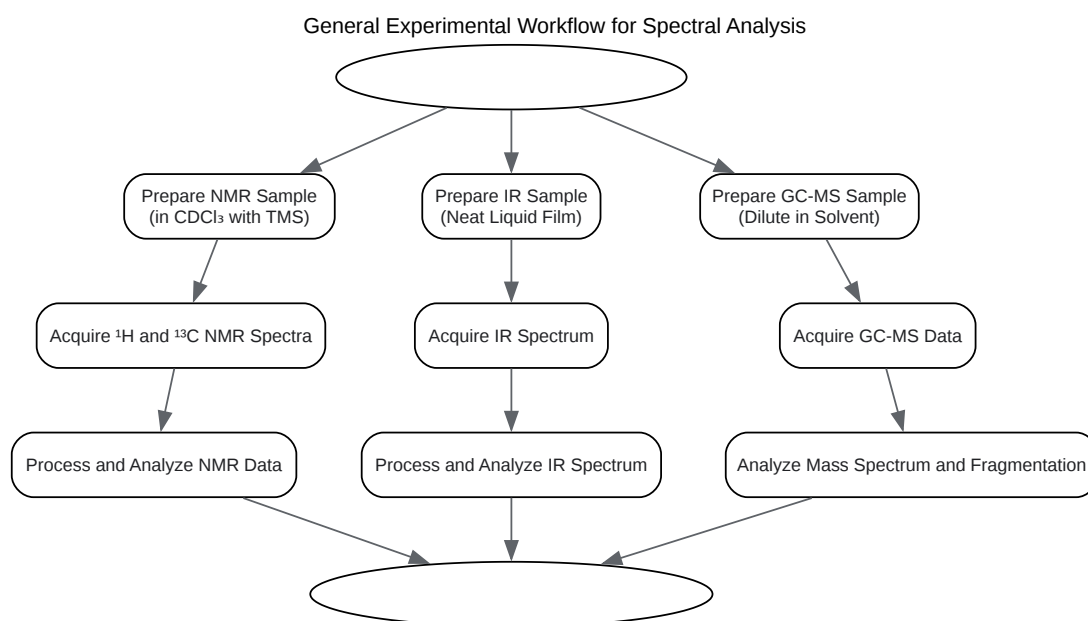 General Experimental Workflow for Spectral Analysis
Prepare NMR Sample
(in CDCl₃ with TMS)
Prepare IR Sample
(Neat Liquid Film)
Prepare GC-MS Sample
(Dilute in Solvent)
Acquire ¹H and ¹³C NMR Spectra
Acquire IR Spectrum
Acquire GC-MS Data
Process and Analyze NMR Data
Process and Analyze IR Spectrum
Analyze Mass Spectrum and Fragmentation